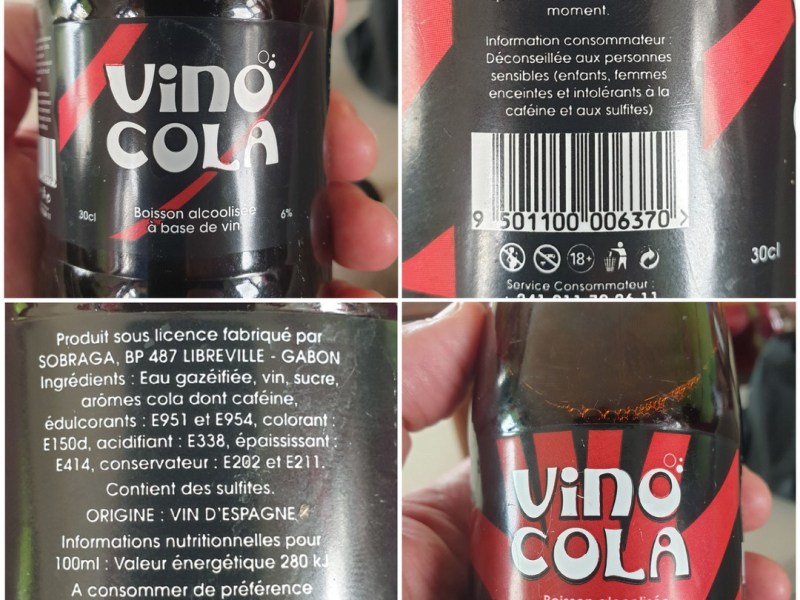 Vino
COLA
30cl
Boisson alcoolisée
à base de vin
6%
moment.
Information consommateur :
Déconseillée aux personnes
sensibles (enfants, femmes
enceintes et intolérants à la
caféine et aux sulfites)
9 501100 006370 >
18+
30cl
Service Consommateur :
Produit sous licence fabriqué par
SOBRAGA, BP 487 LIBREVILLE - GABON
Ingrédients : Eau gazéifiée, vin, sucre,
arômes cola dont caféine,
édulcorants : E951 et E954, colorant :
E150d, acidifiant : E338, épaississant :
E414, conservateur : E202 et E211.
Contient des sulfites.
ORIGINE : VIN D'ESPAGNE
Informations nutritionnelles pour
100ml : Valeur énergétique 280 kJ
A consommer de préférence
Vino
COLA
Boisson alcoolisée